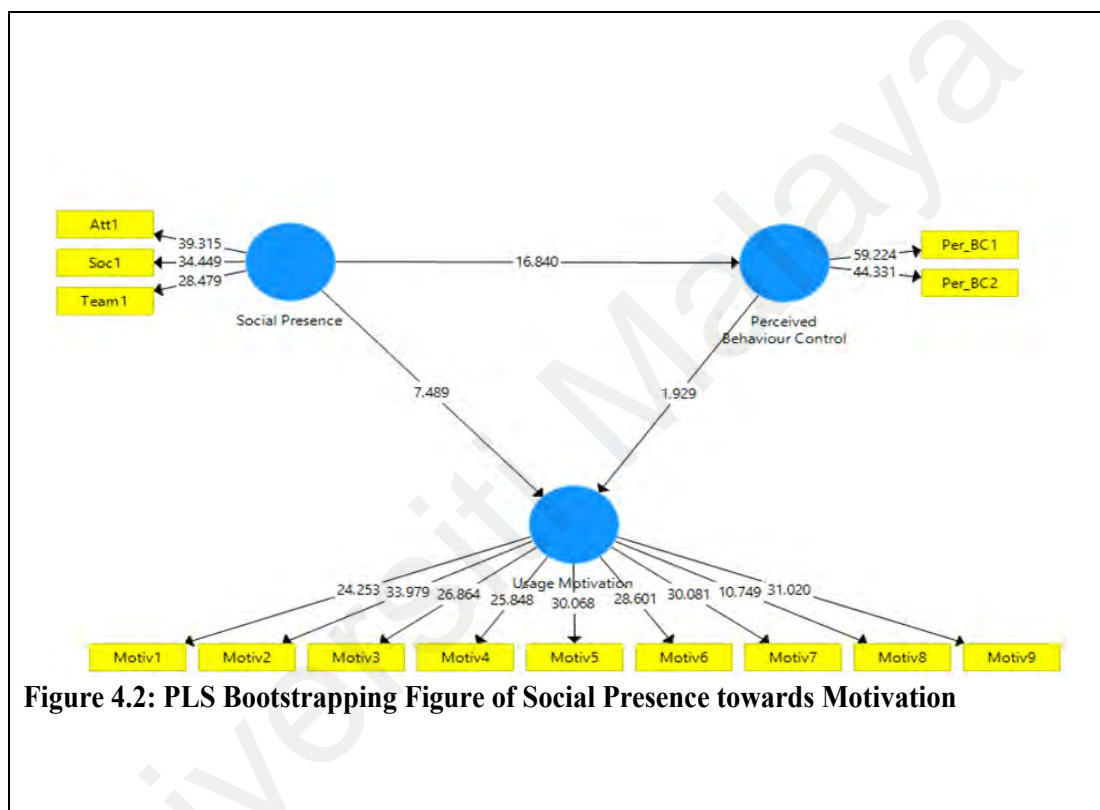 Att1
39.315
Soc1
34.449
Team1
28.479
Social Presence
16.840
Per_BC1
59.224
Per_BC2
44.331
Perceived
Behaviour Control
7.489
1.929
Usage Motivation
24.253
33.979
26.864
25.848
30.068
28.601
30.081
10.749
31.020
Motiv1
Motiv2
Motiv3
Motiv4
Motiv5
Motiv6
Motiv7
Motiv8
Motiv9
Figure 4.2: PLS Bootstrapping Figure of Social Presence towards Motivation
versiti Malaya